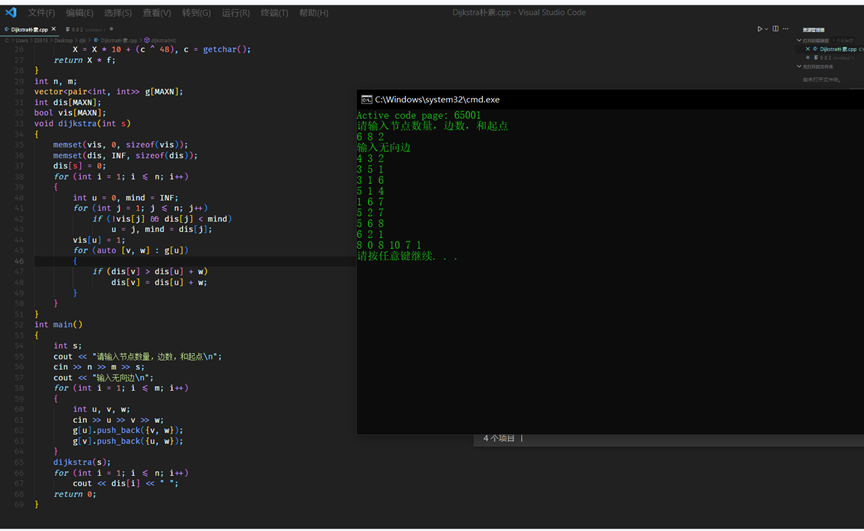 文件(F) 编辑(E) 选择(S) 查看(V) 转到(G) 运行(R) 终端(T) 帮助(H) Dijkstra朴素.cpp - Visual Studio Code
Dijkstra朴素.cpp
26 X = X * 10 + (c ^ 48), c = getchar();
27 return X * f;
28 }
31 int n, m;
30 vector<pair<int, int>> g[MAXN];
31 int dis[MAXN];
32 bool vis[MAXN];
33 void dijkstra(int s)
34 {
35 memset(vis, 0, sizeof(vis));
36 memset(dis, INF, sizeof(dis));
37 dis[s] = 0;
38 for (int i = 1; i ⩽ n; i++)
39 {
40 int u = 0, mind = INF;
41 for (int j = 1; j ⩽ n; j++)
42 if (!vis[j] && dis[j] < mind)
43 u = j, mind = dis[j];
44 vis[u] = 1;
45 for (auto [v, w] : g[u])
46 {
47 if (dis[v] > dis[u] + w)
48 dis[v] = dis[u] + w;
49 }
50 }
51 }
52 int main()
53 {
54 int s;
55 cout << "请输入节点数量，边数，和起点\n";
56 cin >> n >> m >> s;
57 cout << "输入无向边\n";
58 for (int i = 1; i ⩽ m; i++)
59 {
60 int u, v, w;
61 cin >> u >> v >> w;
62 g[u].push_back({v, w});
63 g[v].push_back({u, w});
64 }
65 dijkstra(s);
66 for (int i = 1; i ⩽ n; i++)
67 cout << dis[i] << " ";
68 return 0;
69 }
C:\Windows\system32\cmd.exe
Active code page: 65001
请输入节点数量，边数，和起点
6 8 2
输入无向边
4 3 2
3 5 1
3 1 6
5 1 4
1 6 7
5 2 7
5 6 8
6 2 1
8 0 8 10 7 1
请按任意键继续. . .
Dijkstra朴素.cpp
4 个项目